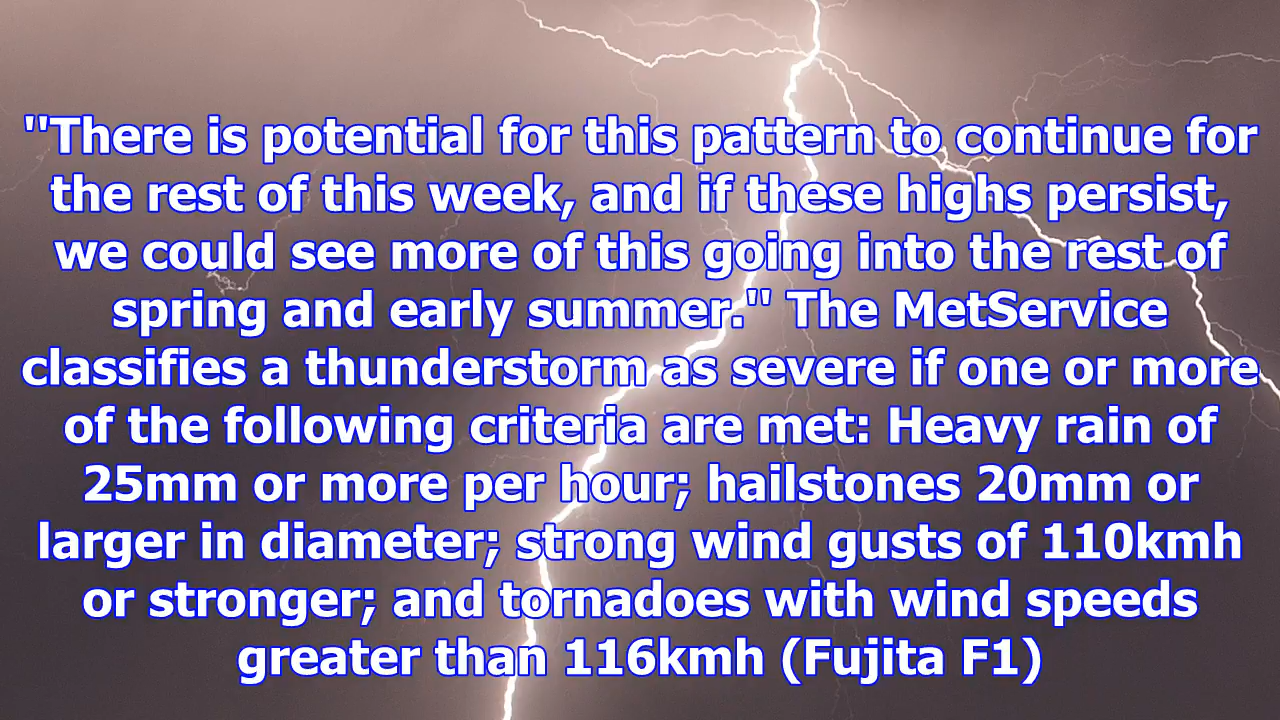 "There is potential for this pattern to continue for
the rest of this week, and if these highs persist,
we could see more of this going into the rest of
spring and early summer." The MetService
classifies a thunderstorm as severe if one or more
of the following criteria are met: Heavy rain of
25mm or more per hour; hailstones 20mm or
larger in diameter; strong wind gusts of 110kmh
or stronger; and tornadoes with wind speeds
greater than 116kmh (Fujita F1)